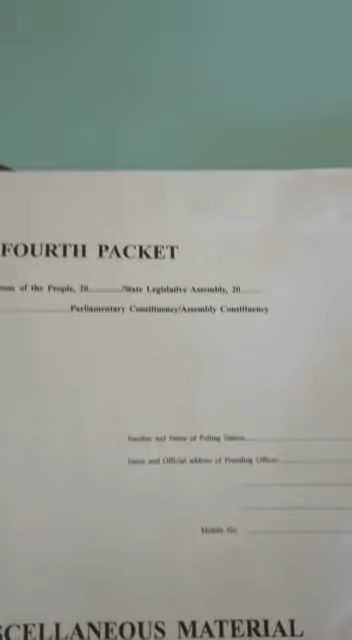 FOURTH PACKET
of the People, 20............/State Legislative Assembly, 20........
....................Parliamentary Constituency/Assembly Constituency
Number and Name of Polling Station....................
Name and Official address of Presiding Officer....................
Mobile No. ....................
SCELLANEOUS MATERIAL